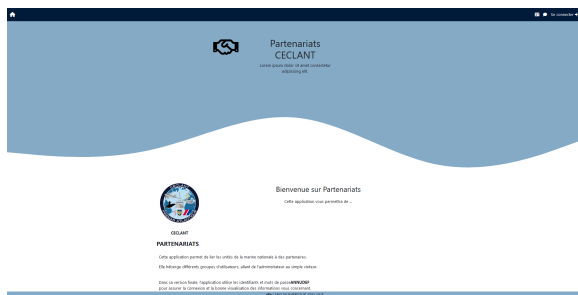 Se connecter
Partenariats
CECLANT
Lorem ipsum dolor sit amet consectetur
adipisicing elit.
Bienvenue sur Partenariats
Cette application vous permettra de ...
CECLANT
PARTENARIATS
Cette application permet de lier les unités de la marine nationale à des partenaires.
Elle héberge différents groupes d'utilisateurs, allant de l'administrateur au simple visiteur.
Dans sa version finale, l'application utilise les identifiants et mots de passe ANNUDEF
pour assurer la connexion et la bonne visualisation des informations vous concernant.